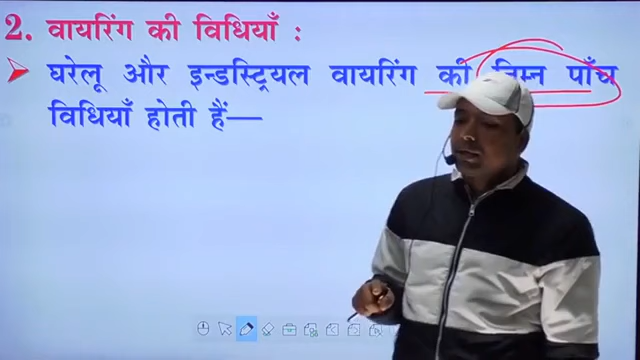 2. वायरिंग की विधियाँ :
घरेलू और इन्डस्ट्रियल वायरिंग की निम्न पाँच
विधियाँ होती हैं—